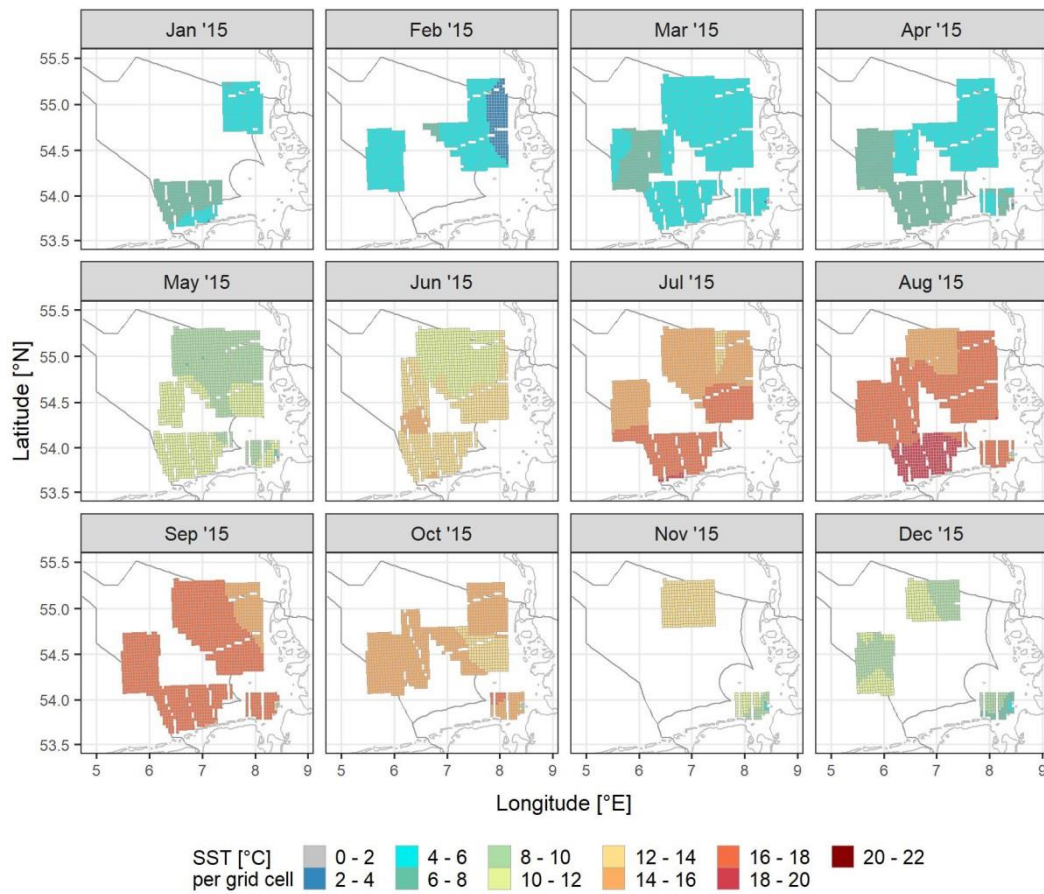 Jan '15 Feb '15 Mar '15 Apr '15
55.5
55.0
54.5
54.0
53.5
May '15 Jun '15 Jul '15 Aug '15
55.5
55.0
54.5
54.0
53.5
Latitude [°N]
Sep '15 Oct '15 Nov '15 Dec '15
55.5
55.0
54.5
54.0
53.5
5 6 7 8 9 5 6 7 8 9 5 6 7 8 9 5 6 7 8 9
Longitude [°E]
SST [°C] 0 - 2 4 - 6 8 - 10 12 - 14 16 - 18 20 - 22
per grid cell 2 - 4 6 - 8 10 - 12 14 - 16 18 - 20